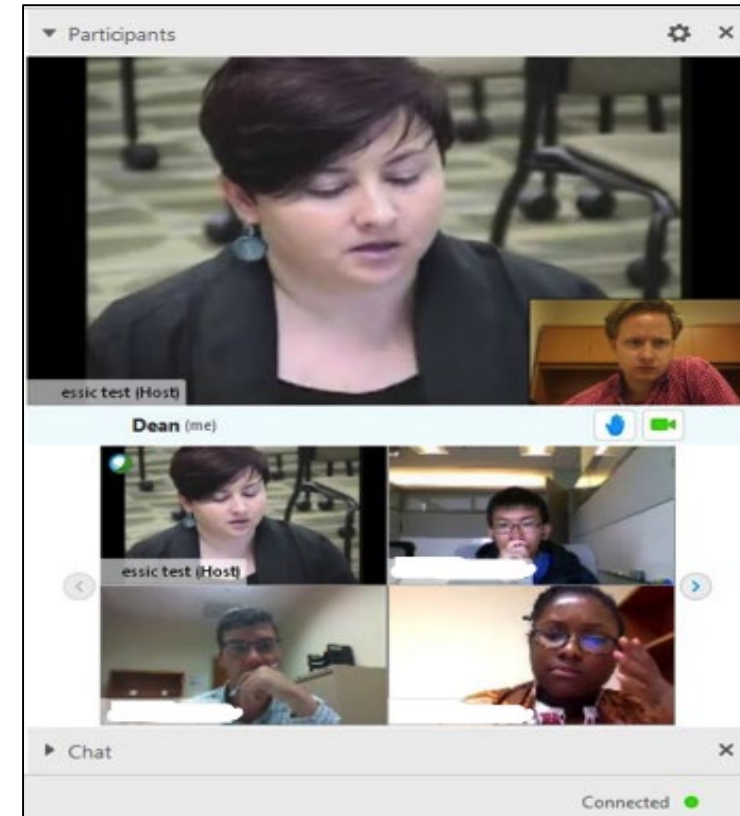 Participants
essic test (Host)
Dean (me)
essic test (Host)
Chat
Connected